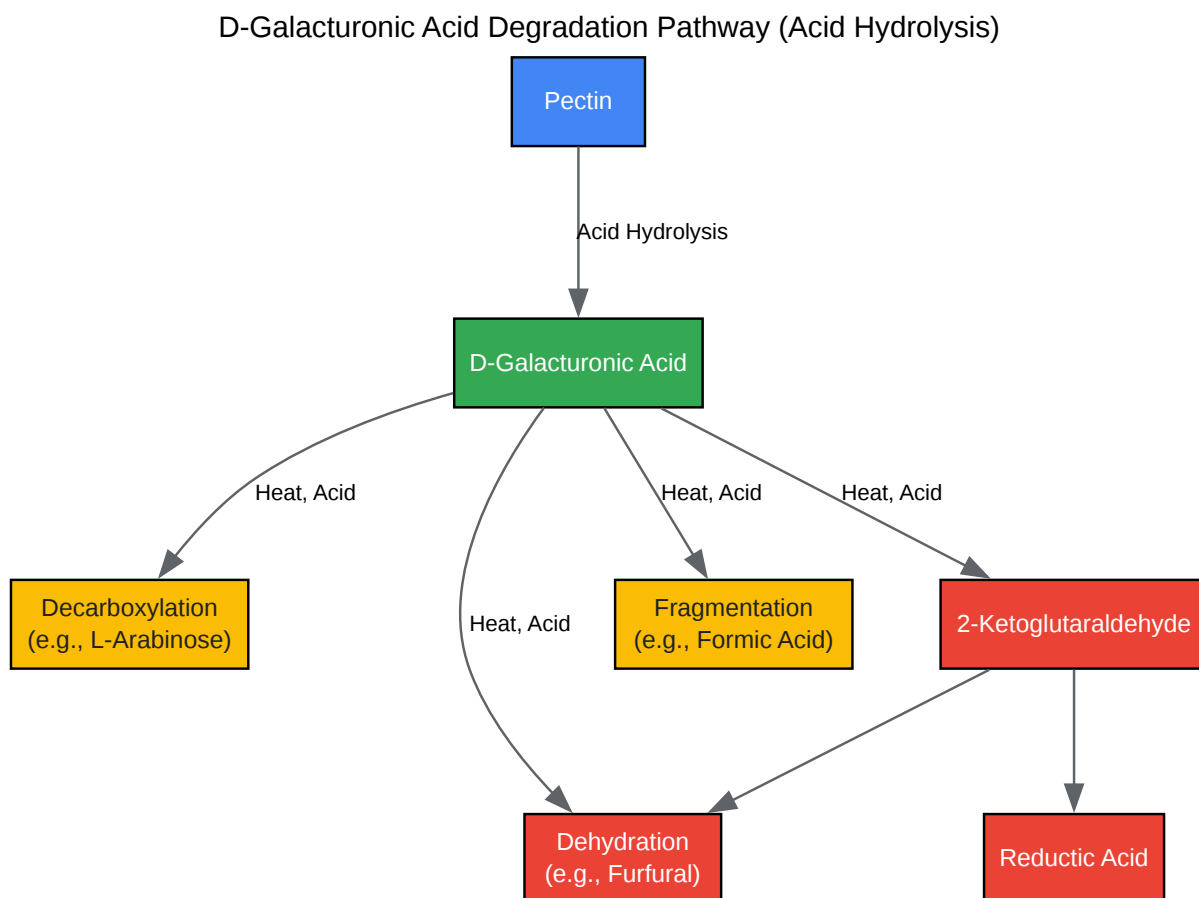 D-Galacturonic Acid Degradation Pathway (Acid Hydrolysis)
Pectin
Acid Hydrolysis
D-Galacturonic Acid
Heat, Acid
Heat, Acid
Heat, Acid
Heat, Acid
Decarboxylation
(e.g., L-Arabinose)
Fragmentation
(e.g., Formic Acid)
2-Ketoglutaraldehyde
Dehydration
(e.g., Furfural)
Reductic Acid